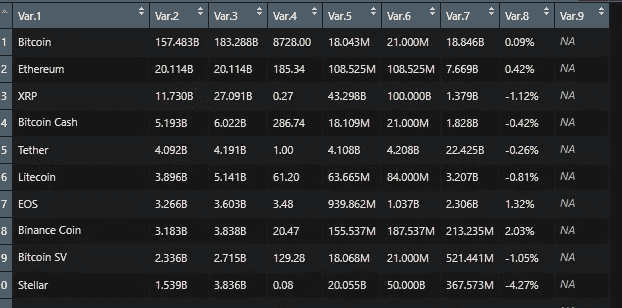 Var.1 Var.2 Var.3 Var.4 Var.5 Var.6 Var.7 Var.8 Var.9
1 Bitcoin 157.483B 183.288B 8728.00 18.043M 21.000M 18.846B 0.09% NA
2 Ethereum 20.114B 20.114B 185.34 108.525M 108.525M 7.669B 0.42% NA
3 XRP 11.730B 27.091B 0.27 43.298B 100.000B 1.379B -1.12% NA
4 Bitcoin Cash 5.193B 6.022B 286.74 18.109M 21.000M 1.828B -0.42% NA
5 Tether 4.092B 4.191B 1.00 4.108B 4.208B 22.425B -0.26% NA
6 Litecoin 3.896B 5.141B 61.20 63.665M 84.000M 3.207B -0.81% NA
7 EOS 3.266B 3.603B 3.48 939.862M 1.037B 2.306B 1.32% NA
8 Binance Coin 3.183B 3.838B 20.47 155.537M 187.537M 213.235M 2.03% NA
9 Bitcoin SV 2.336B 2.715B 129.28 18.068M 21.000M 521.441M -1.05% NA
0 Stellar 1.539B 3.836B 0.08 20.055B 50.000B 367.573M -4.27% NA